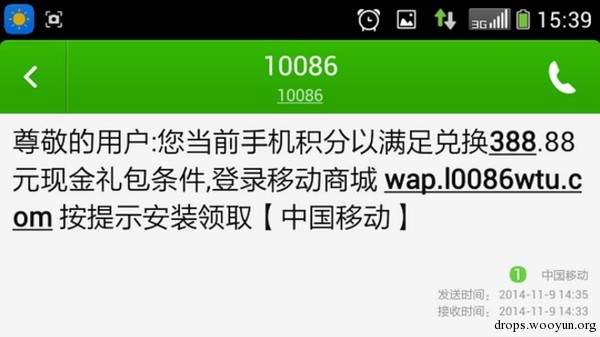 15:39
3G
10086
10086
尊敬的用户:您当前手机积分以满足兑换388.88
元现金礼包条件,登录移动商城 wap.l0086wtu.c
om 按提示安装领取【中国移动】
1 中国移动
发送时间： 2014-11-9 14:35
接收时间： 2014-11-9 14:33
drops.wooyun.org